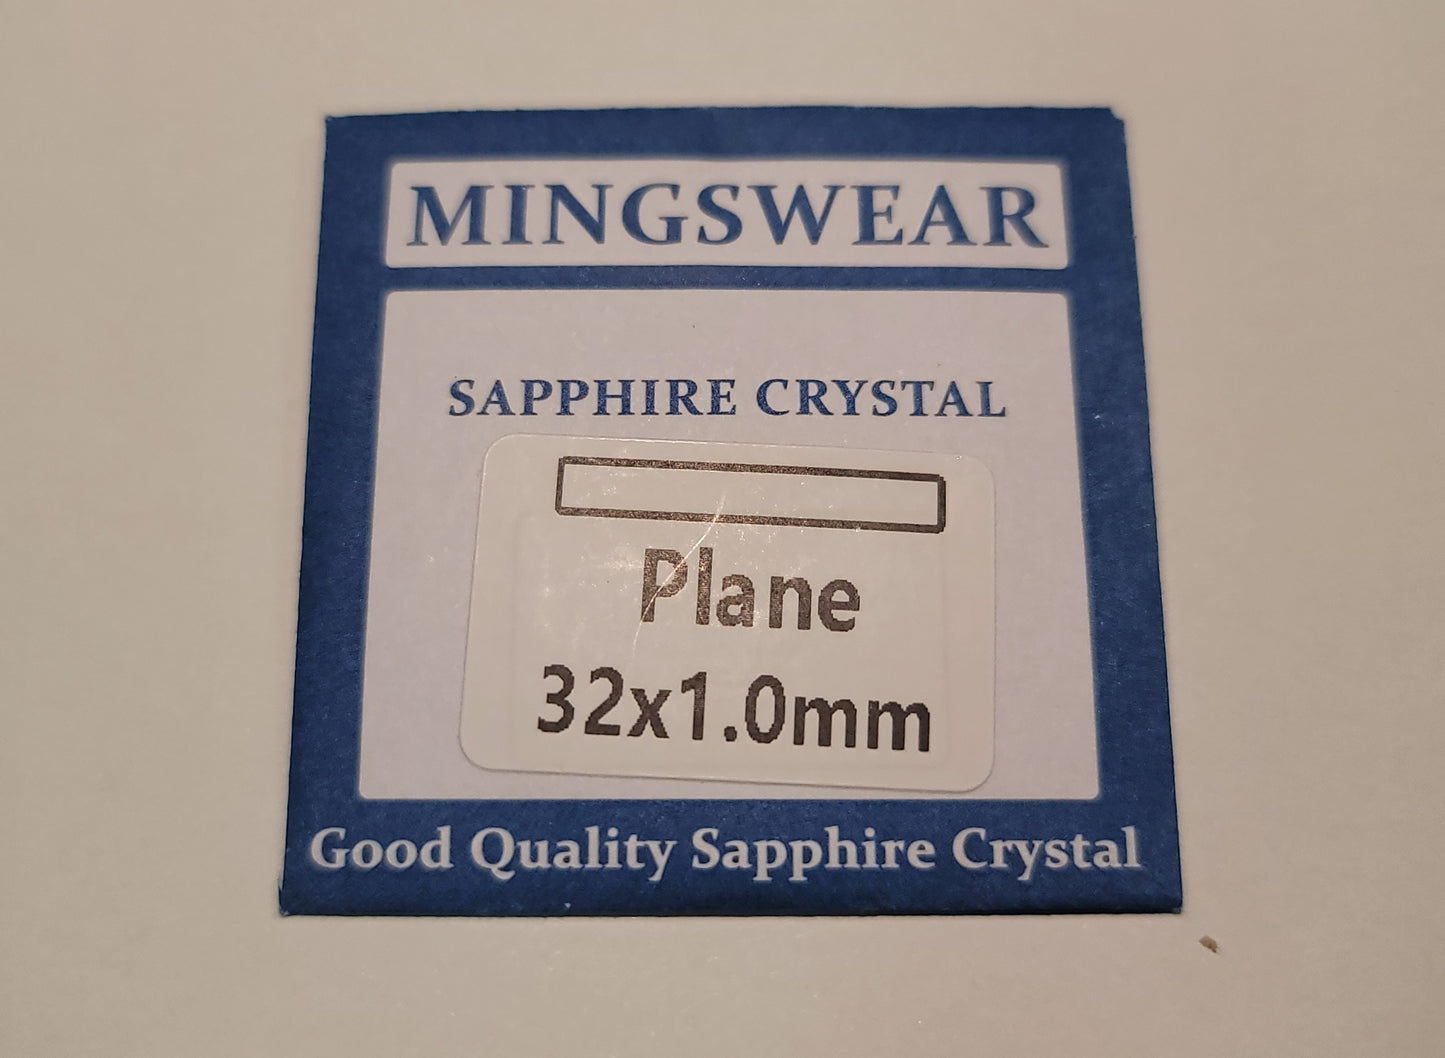 MINGSWEAR
SAPPHIRE CRYSTAL
Plane
32x1.0mm
Good Quality Sapphire Crystal